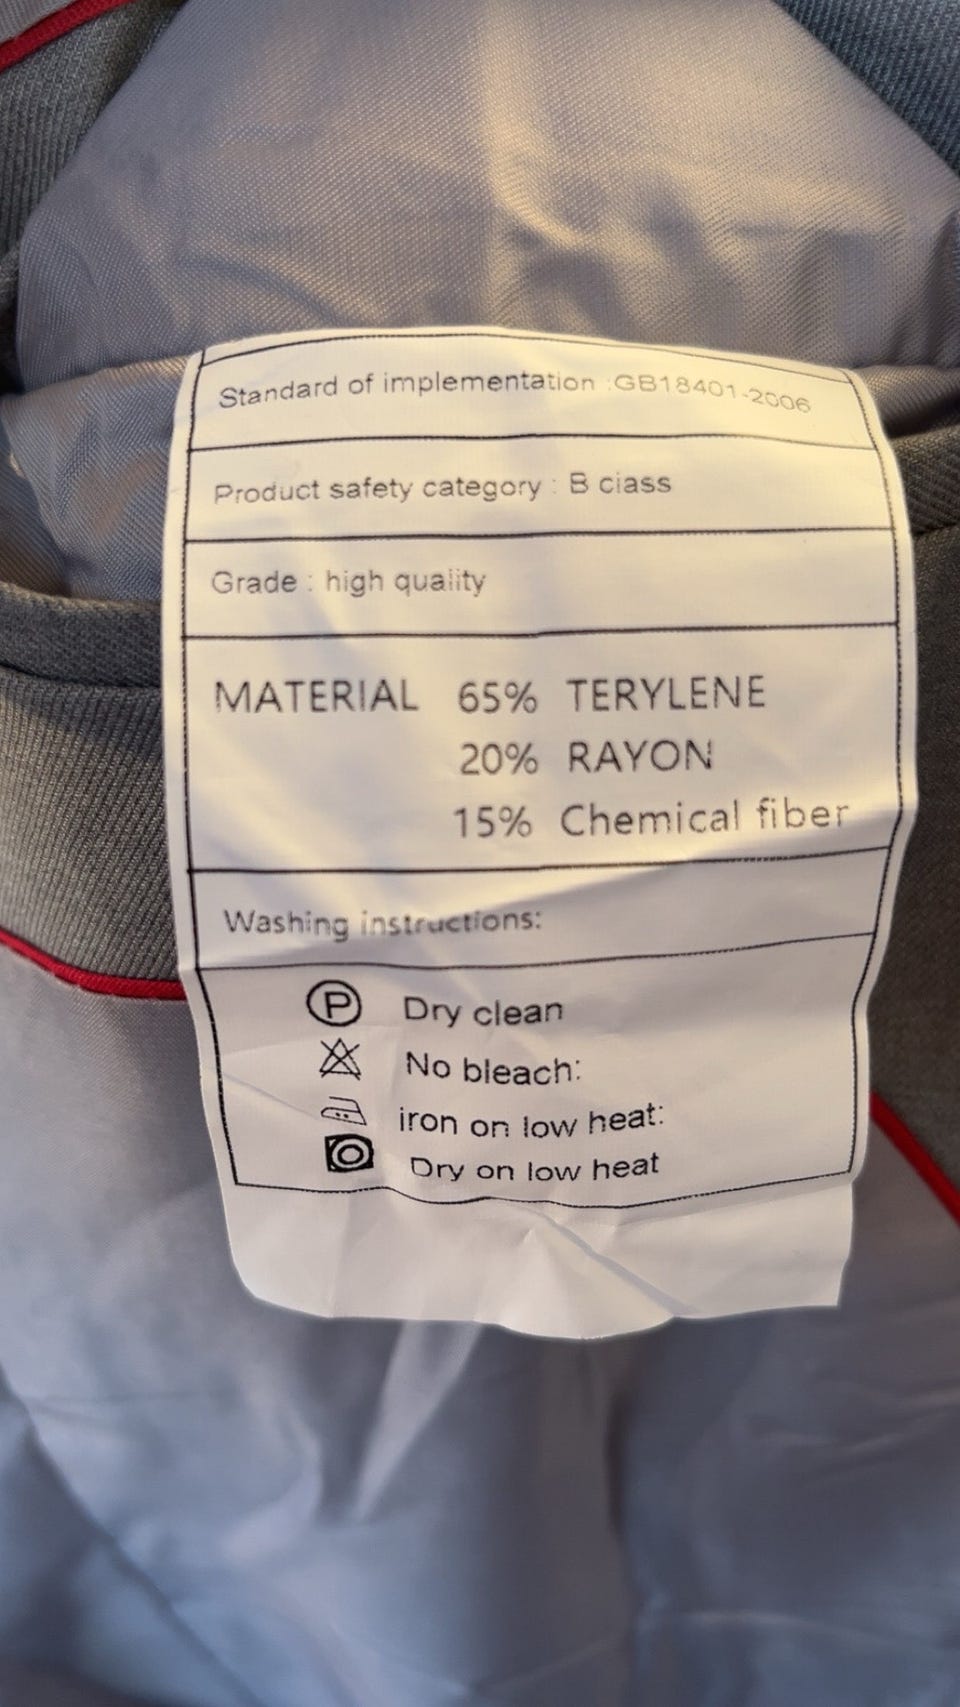 Standard of implementation :GB18401-2006
Product safety category : B ciass
Grade : high quaiity
MATERIAL 65% TERYLENE
20% RAYON
15% Chemical fiber
Washing instructions:
P Dry clean
No bleach:
iron on low heat:
Dry on low heat